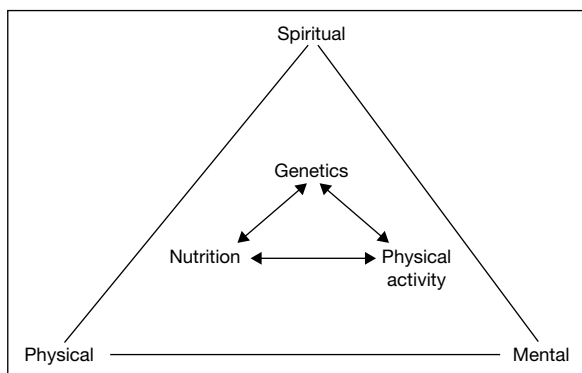 Spiritual
Genetics
Nutrition
Physical
activity
Physical
Mental